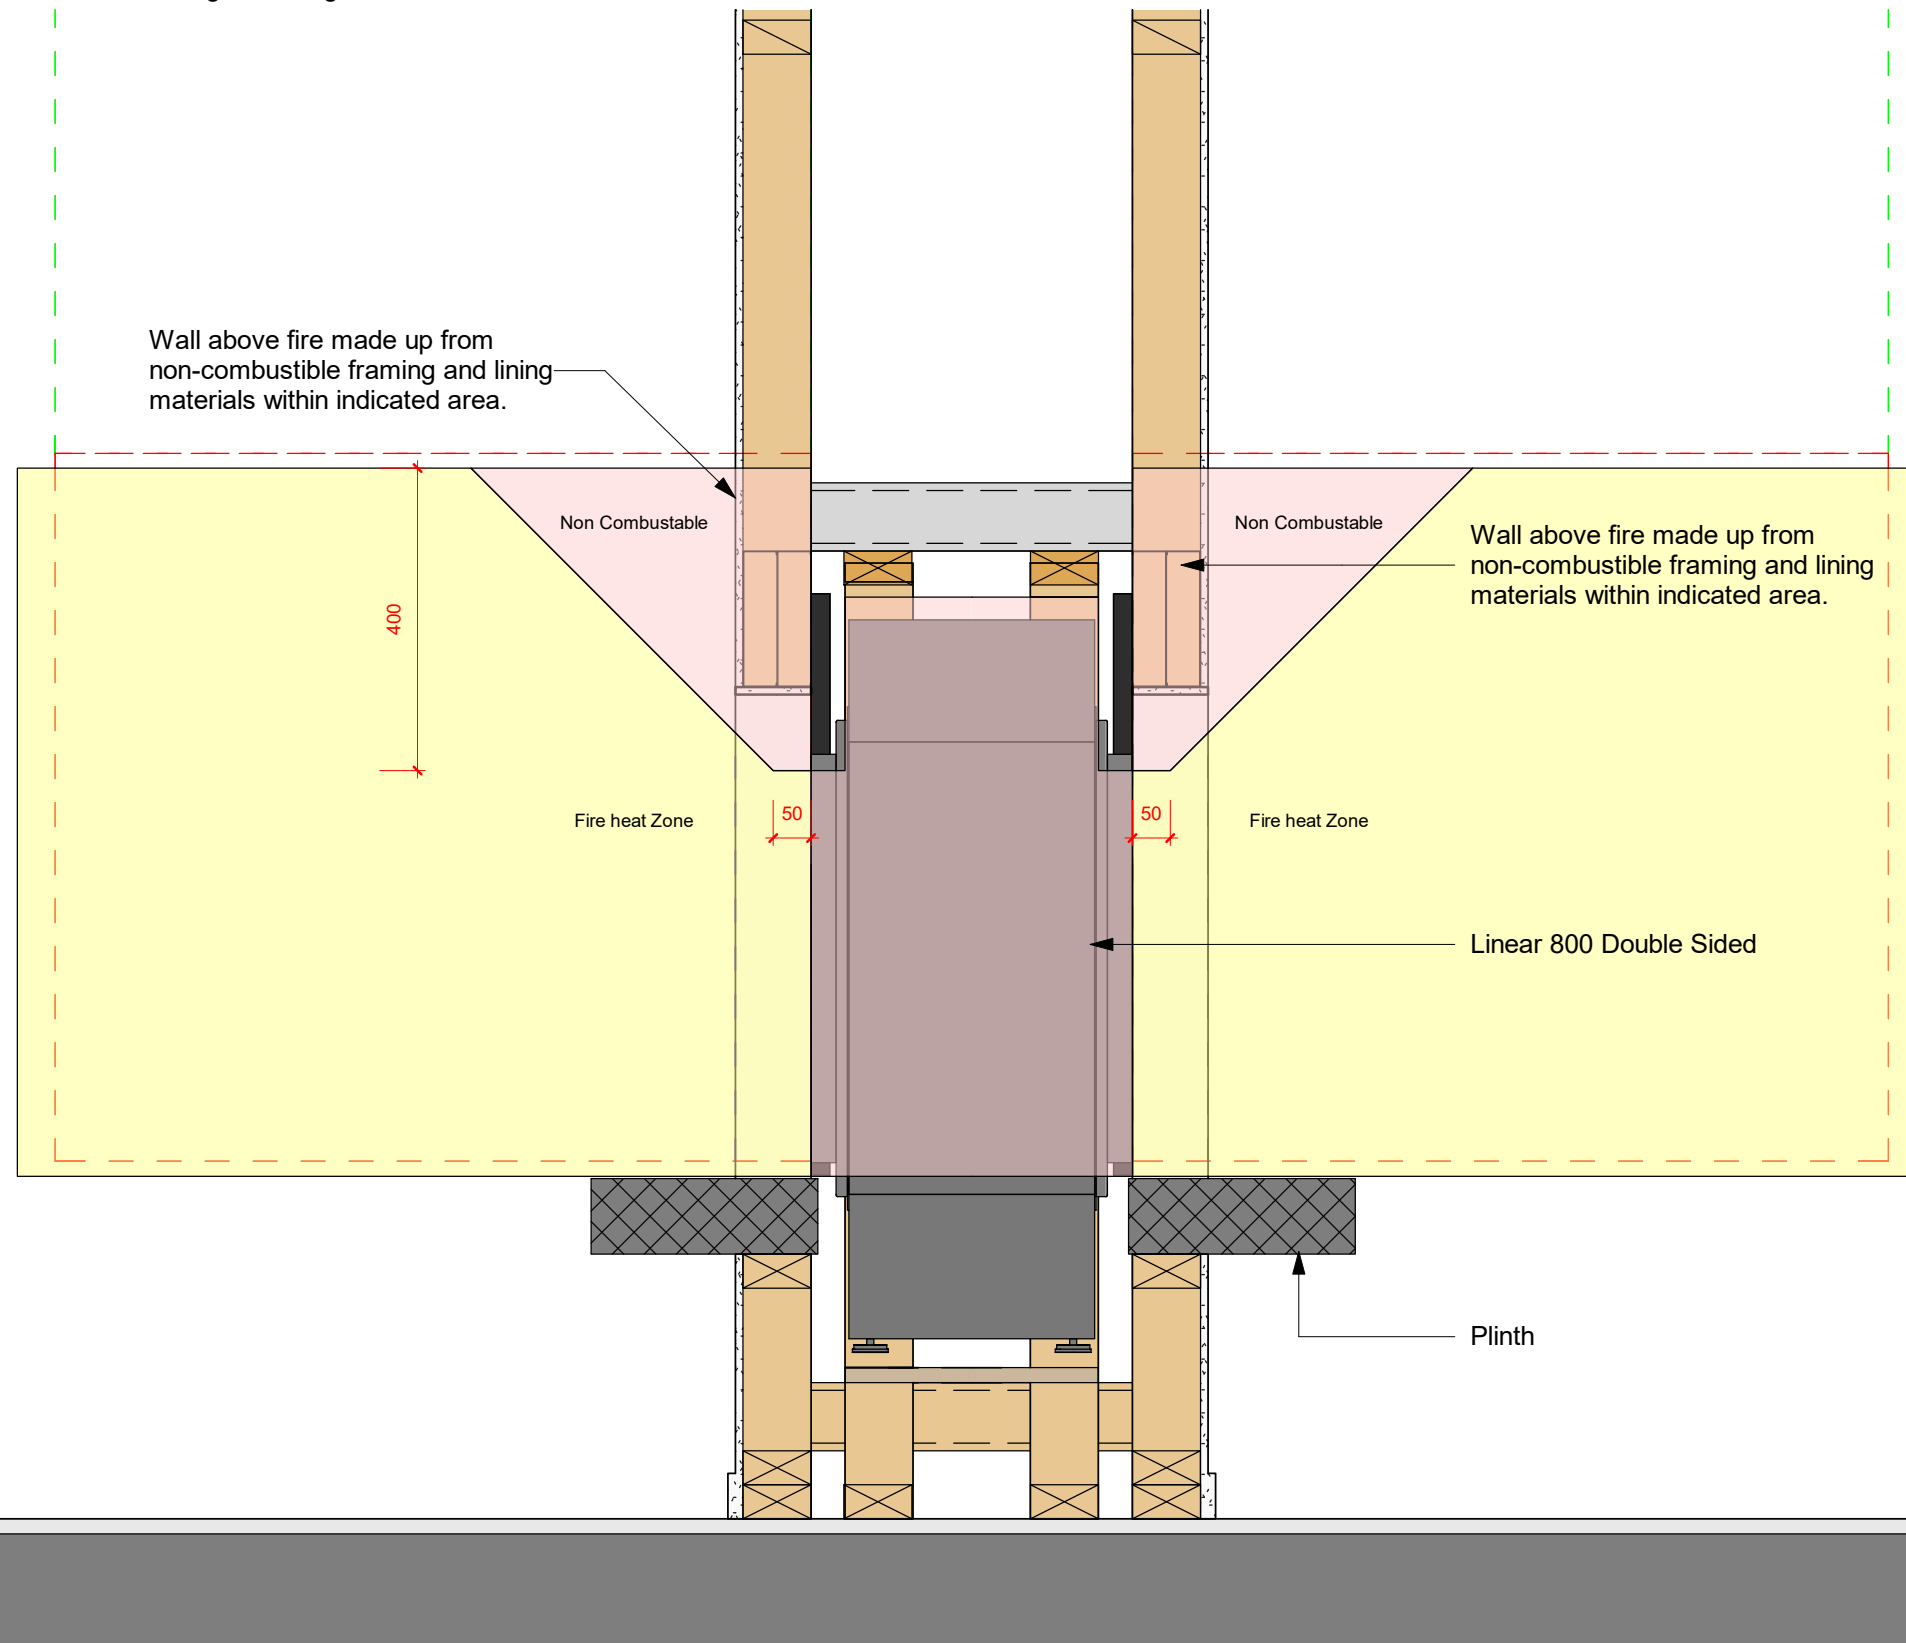 Wall above fire made up from
non-combustible framing and lining
materials within indicated area.
Non Combustable
Non Combustable
Wall above fire made up from
non-combustible framing and lining
materials within indicated area.
400
50
50
Fire heat Zone
Fire heat Zone
Linear 800 Double Sided
Plinth